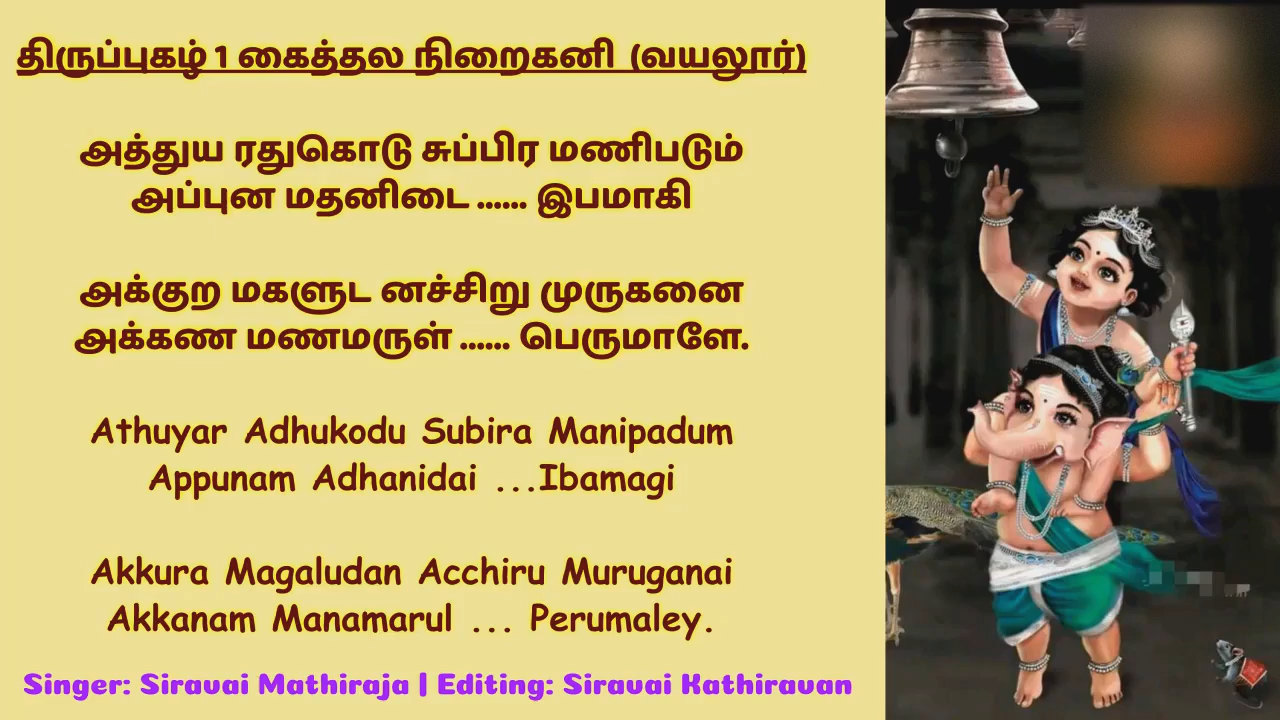 திருப்புகழ் 1 கைத்தல நிறைகனி (வயலூர்)
அத்துய ரதுகொடு சுப்பிர மணிபடும்
அப்புன மதனிடை ...... இபமாகி
அக்குற மகளுட னச்சிறு முருகனை
அக்கண மணமருள் ...... பெருமாளே.
Athuyar Adhukodu Subira Manipadum
Appunam Adhanidai ...Ibamagi
Akkura Magaludan Acchiru Muruganai
Akkanam Manamarul ... Perumaley.
Singer: Siravai Mathiraja | Editing: Siravai Kathiravan